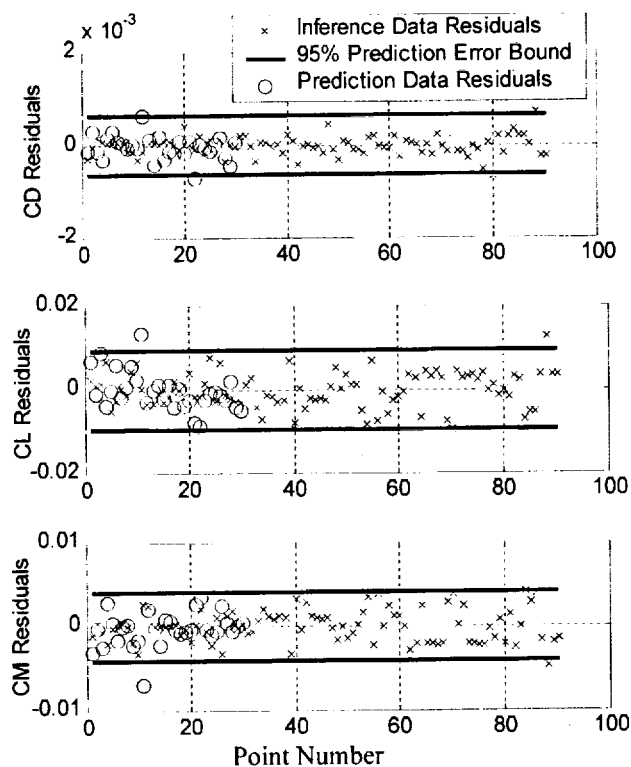 x 10-3
Inference Data Residuals
95% Prediction Error Bound
Prediction Data Residuals
2
0
-2
CD Residuals
0 20 40 60 80 100
0.02
0
-0.02
CL Residuals
0 20 40 60 80 100
0.01
0
-0.01
CM Residuals
0 20 40 60 80 100
Point Number